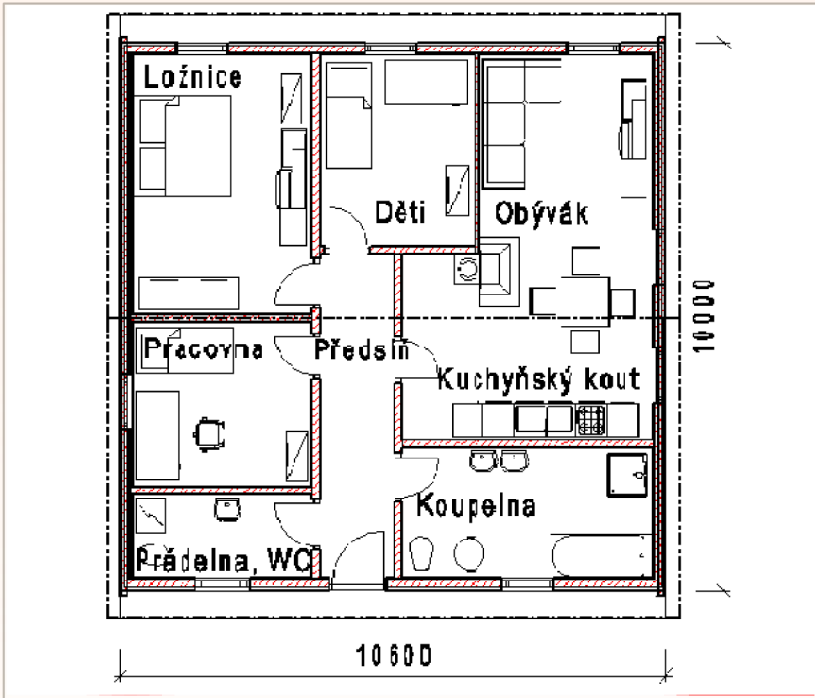 Ložnice
Děti
Obývák
Pracovna
Předsíň
Kuchyňský kout
Koupelna
Prádelna, WC
10000
10600